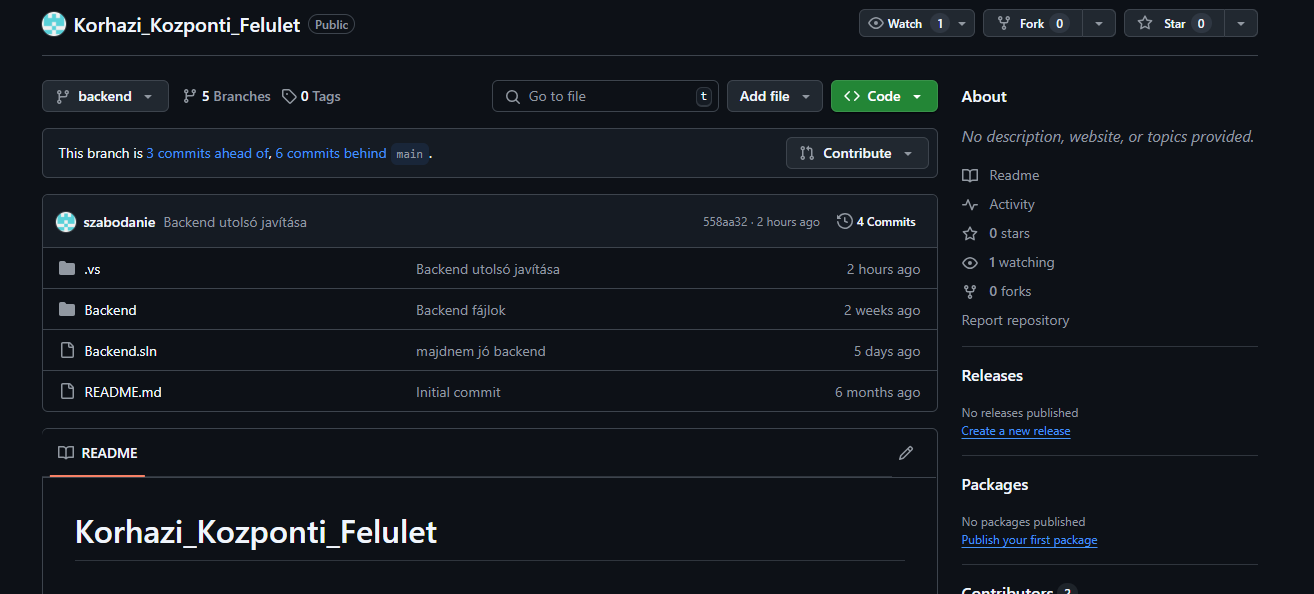 Korhazi_Kozponti_Felulet Public Watch 1 Fork 0 Star 0
backend 5 Branches 0 Tags Go to file t Add file Code
This branch is 3 commits ahead of, 6 commits behind main .
Contribute
szabodanie Backend utolsó javítása 558aa32 · 2 hours ago 4 Commits
.vs Backend utolsó javítása 2 hours ago
Backend Backend fájlok 2 weeks ago
Backend.sln majdnem jó backend 5 days ago
README.md Initial commit 6 months ago
README
Korhazi_Kozponti_Felulet
About
No description, website, or topics provided.
Readme
Activity
0 stars
1 watching
0 forks
Report repository
Releases
No releases published
Create a new release
Packages
No packages published
Publish your first package
Contributors 2